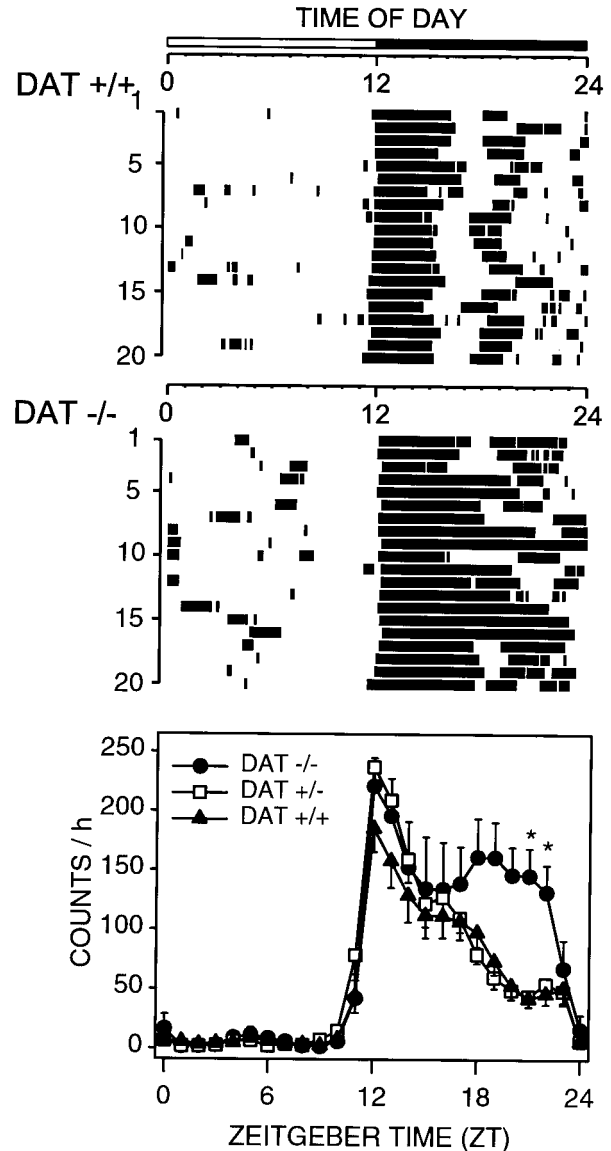 TIME OF DAY
0 12 24
DAT +/+
1
5
10
15
20
0 12 24
DAT -/-
1
5
10
15
20
250
200
150
100
50
0
COUNTS / h
DAT -/-
DAT +/-
DAT +/+
* *
0 6 12 18 24
ZEITGEBER TIME (ZT)